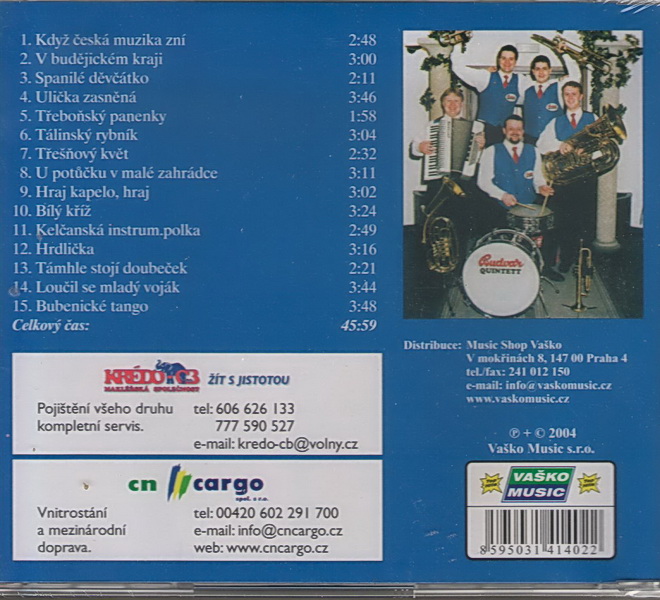 1. Když česká muzika zní 2:48
2. V budějickém kraji 3:00
3. Spanilé děvčátko 2:11
4. Ulička zasněná 3:46
5. Třeboňský panenky 1:58
6. Tálinský rybník 3:04
7. Třešňový květ 2:32
8. U potůčku v malé zahrádce 3:11
9. Hraj kapelo, hraj 3:02
10. Bílý kříž 3:24
11. Kelčanská instrum.polka 2:49
12. Hrdlička 3:16
13. Támhle stojí doubeček 2:21
14. Loučil se mladý voják 3:44
15. Bubenické tango 3:48
Celkový čas: 45:59
Budvar
QUINTETT
Distribuce: Music Shop Vaško
V mokřinách 8, 147 00 Praha 4
tel./fax: 241 012 150
e-mail: info@vaskomusic.cz
www.vaskomusic.cz
℗ + © 2004
Vaško Music s.r.o.
VAŠKO
MUSIC
8595031 414022
KREDO 3 ŽÍT S JISTOTOU
MAKLÉŘSKÁ SPOLEČNOST
Pojištění všeho druhu tel: 606 626 133
kompletní servis. 777 590 527
e-mail: kredo-cb@volny.cz
cn cargo
spol. s r.o.
Vnitrostání tel: 00420 602 291 700
a mezinárodní e-mail: info@cncargo.cz
doprava. web: www.cncargo.cz